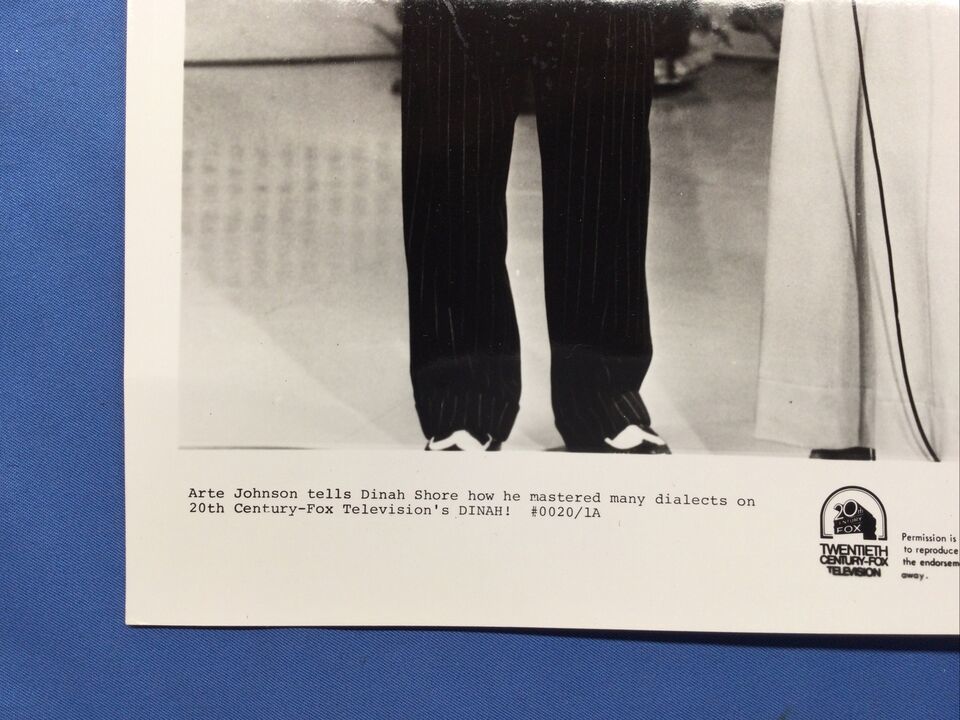 Arte Johnson tells Dinah Shore how he mastered many dialects on
20th Century-Fox Television's DINAH!  #0020/1A
20th
CENTURY
FOX
TWENTIETH
CENTURY-FOX
TELEVISION
Permission is
to reproduce
the endorsem
away.